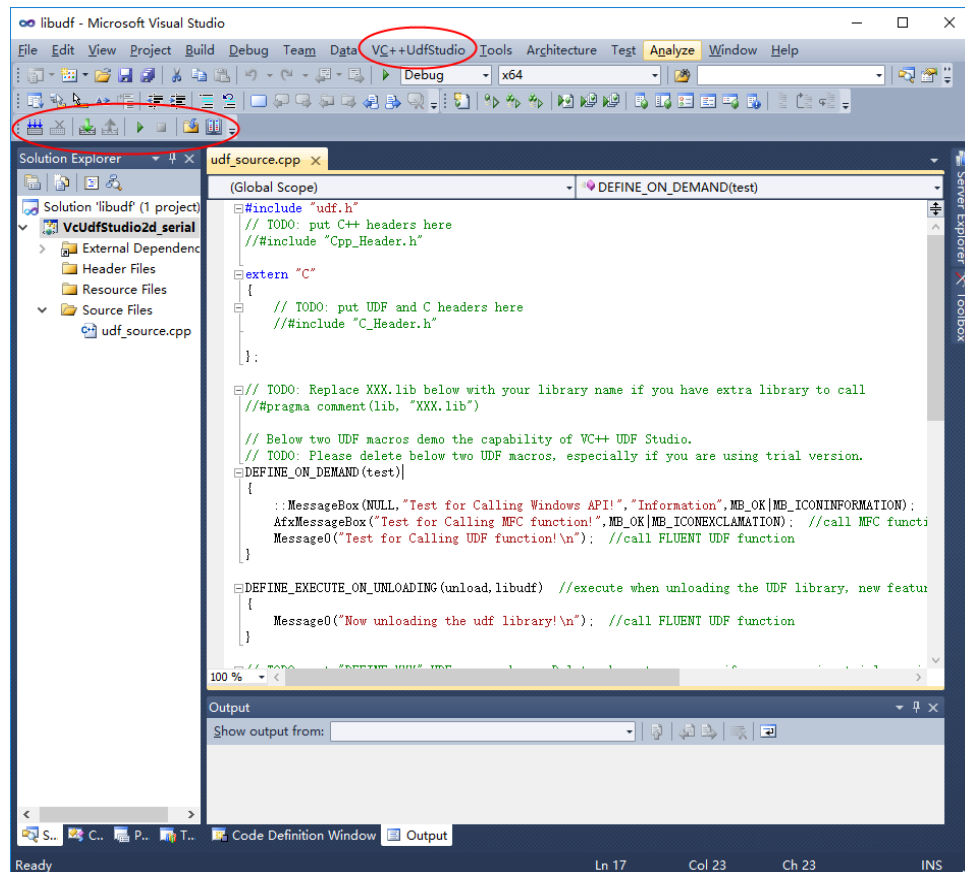 libudf - Microsoft Visual Studio
File Edit View Project Build Debug Team Data VC++UdfStudio Tools Architecture Test Analyze Window Help
Debug x64
Solution Explorer
udf_source.cpp
(Global Scope) DEFINE_ON_DEMAND(test)
Solution 'libudf' (1 project)
VcUdfStudio2d_serial
External Dependenc
Header Files
Resource Files
Source Files
udf_source.cpp
#include "udf.h"
// TODO: put C++ headers here
//#include "Cpp_Header.h"
extern "C"
{
// TODO: put UDF and C headers here
//#include "C_Header.h"
};
// TODO: Replace XXX.lib below with your library name if you have extra library to call
//#pragma comment(lib, "XXX.lib")
// Below two UDF macros demo the capability of VC++ UDF Studio.
// TODO: Please delete below two UDF macros, especially if you are using trial version.
DEFINE_ON_DEMAND(test)
{
::MessageBox(NULL,"Test for Calling Windows API!","Information",MB_OK|MB_ICONINFORMATION);
AfxMessageBox("Test for Calling MFC function!",MB_OK|MB_ICONEXCLAMATION); //call MFC functi
Message0("Test for Calling UDF function!\n"); //call FLUENT UDF function
}
DEFINE_EXECUTE_ON_UNLOADING(unload,libudf) //execute when unloading the UDF library, new featur
{
Message0("Now unloading the udf library!\n"); //call FLUENT UDF function
}
100 %
Output
Show output from:
S... C... P... T... Code Definition Window Output
Server Explorer
Toolbox
Ready Ln 17 Col 23 Ch 23 INS